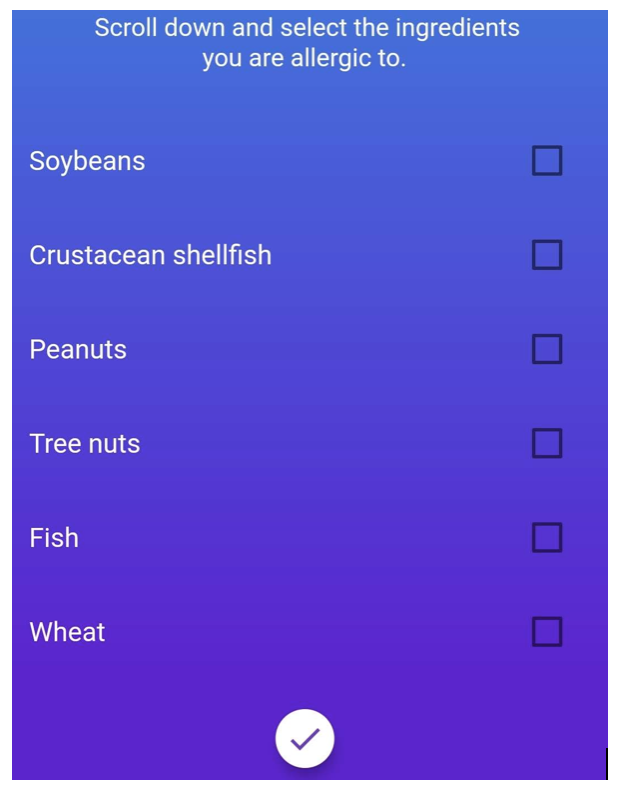 Scroll down and select the ingredients
you are allergic to.
Soybeans
Crustacean shellfish
Peanuts
Tree nuts
Fish
Wheat